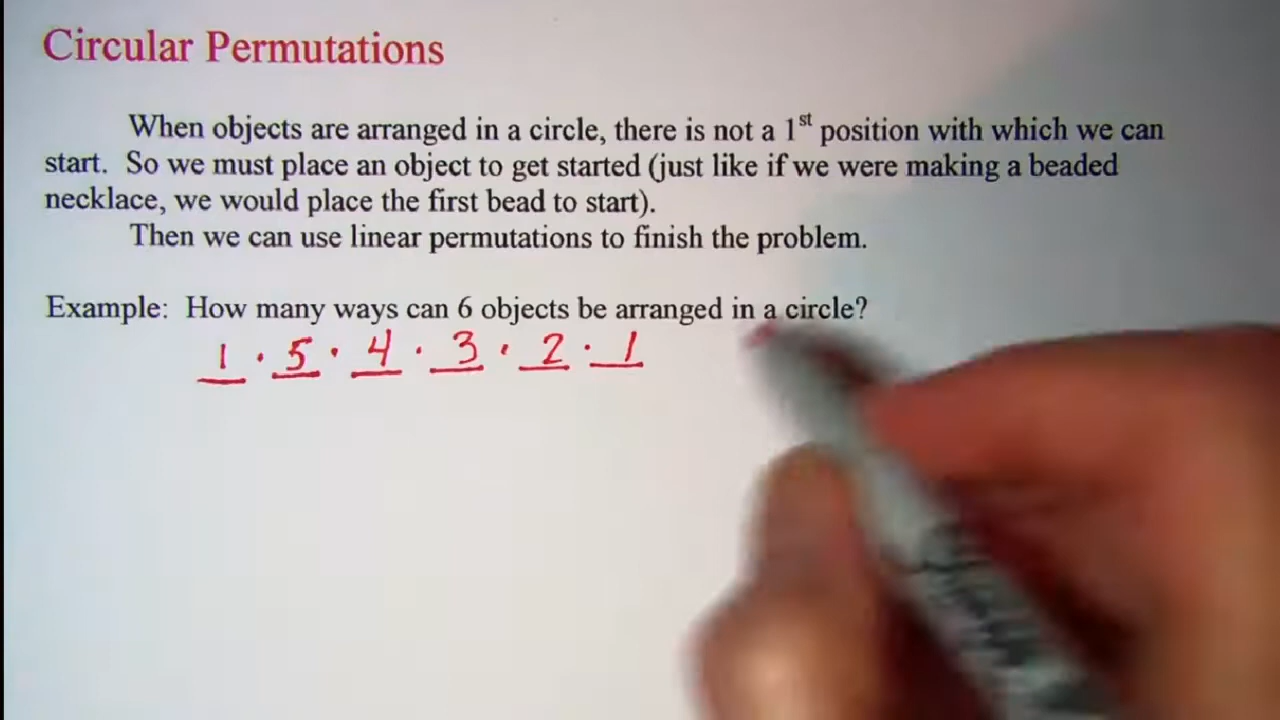 Circular Permutations
When objects are arranged in a circle, there is not a 1st position with which we can
start. So we must place an object to get started (just like if we were making a beaded
necklace, we would place the first bead to start).
Then we can use linear permutations to finish the problem.
Example: How many ways can 6 objects be arranged in a circle?
1 · 5 · 4 · 3 · 2 · 1